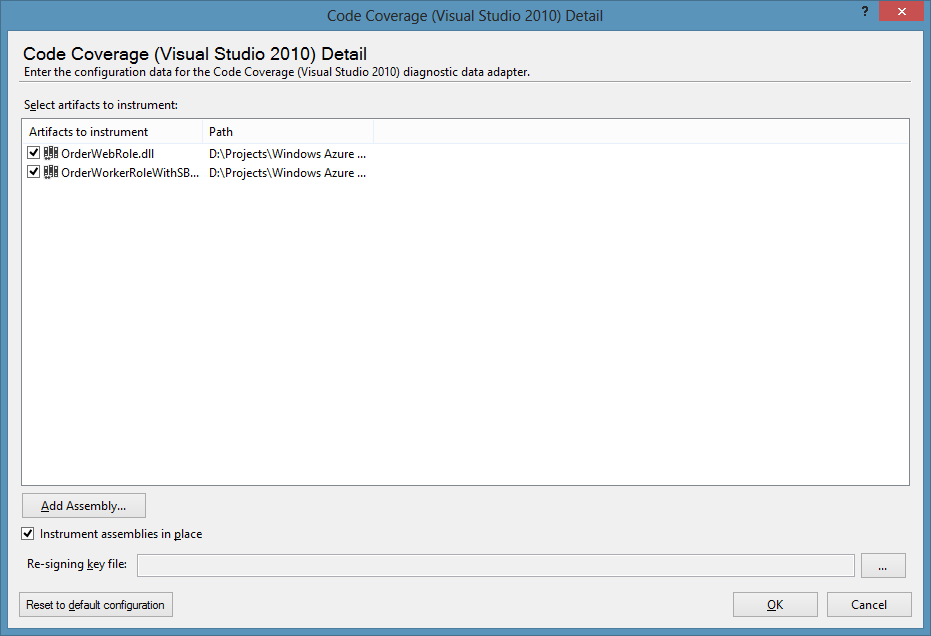 Code Coverage (Visual Studio 2010) Detail
?
Code Coverage (Visual Studio 2010) Detail
Enter the configuration data for the Code Coverage (Visual Studio 2010) diagnostic data adapter.
Select artifacts to instrument:
Artifacts to instrument Path
OrderWebRole.dll D:\Projects\Windows Azure ...
OrderWorkerRoleWithSB... D:\Projects\Windows Azure ...
Add Assembly...
Instrument assemblies in place
Re-signing key file: ...
Reset to default configuration OK Cancel